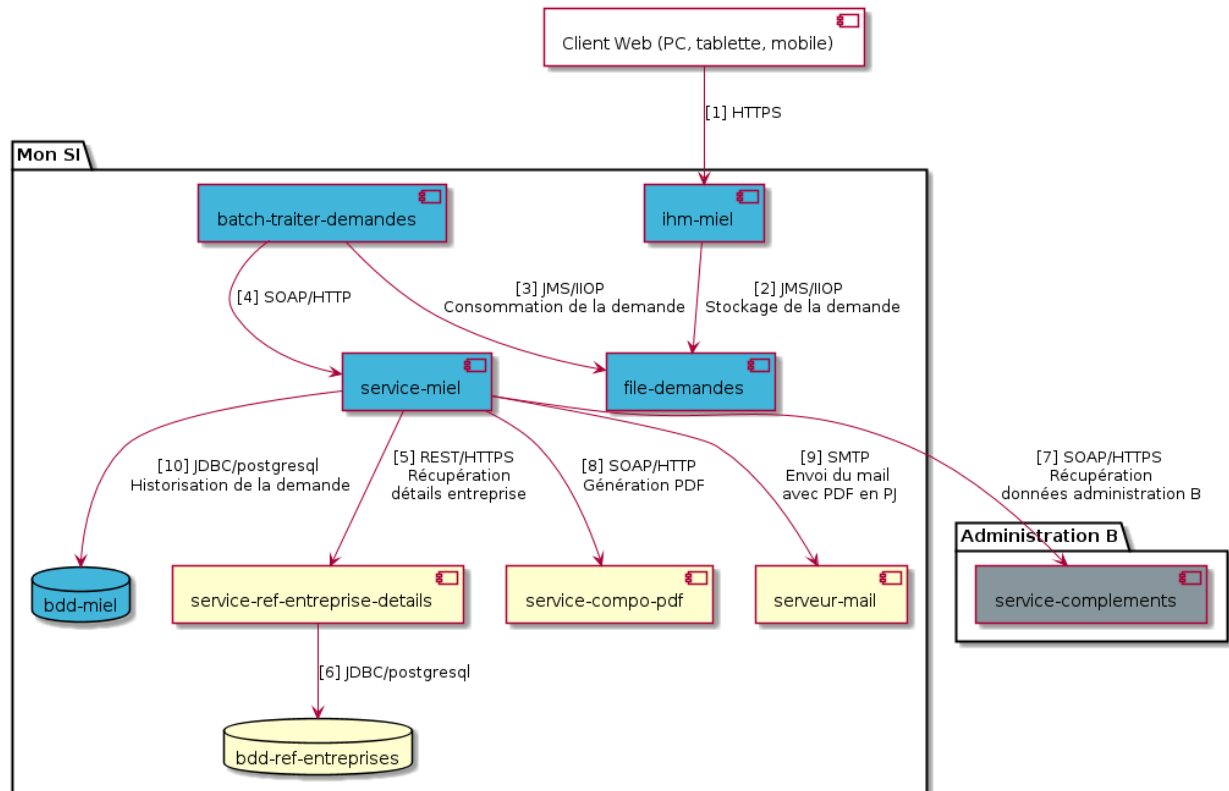 Client Web (PC, tablette, mobile)
[1] HTTPS
Mon SI
batch-traiter-demandes
ihm-miel
[4] SOAP/HTTP
[3] JMS/IIOP
Consommation de la demande
[2] JMS/IIOP
Stockage de la demande
service-miel
file-demandes
[10] JDBC/postgresql
Historisation de la demande
[5] REST/HTTPS
Récupération
détails entreprise
[8] SOAP/HTTP
Génération PDF
[9] SMTP
Envoi du mail
avec PDF en PJ
[7] SOAP/HTTPS
Récupération
données administration B
Administration B
bdd-miel
service-ref-entreprise-details
service-compo-pdf
serveur-mail
service-complements
[6] JDBC/postgresql
bdd-ref-entreprises